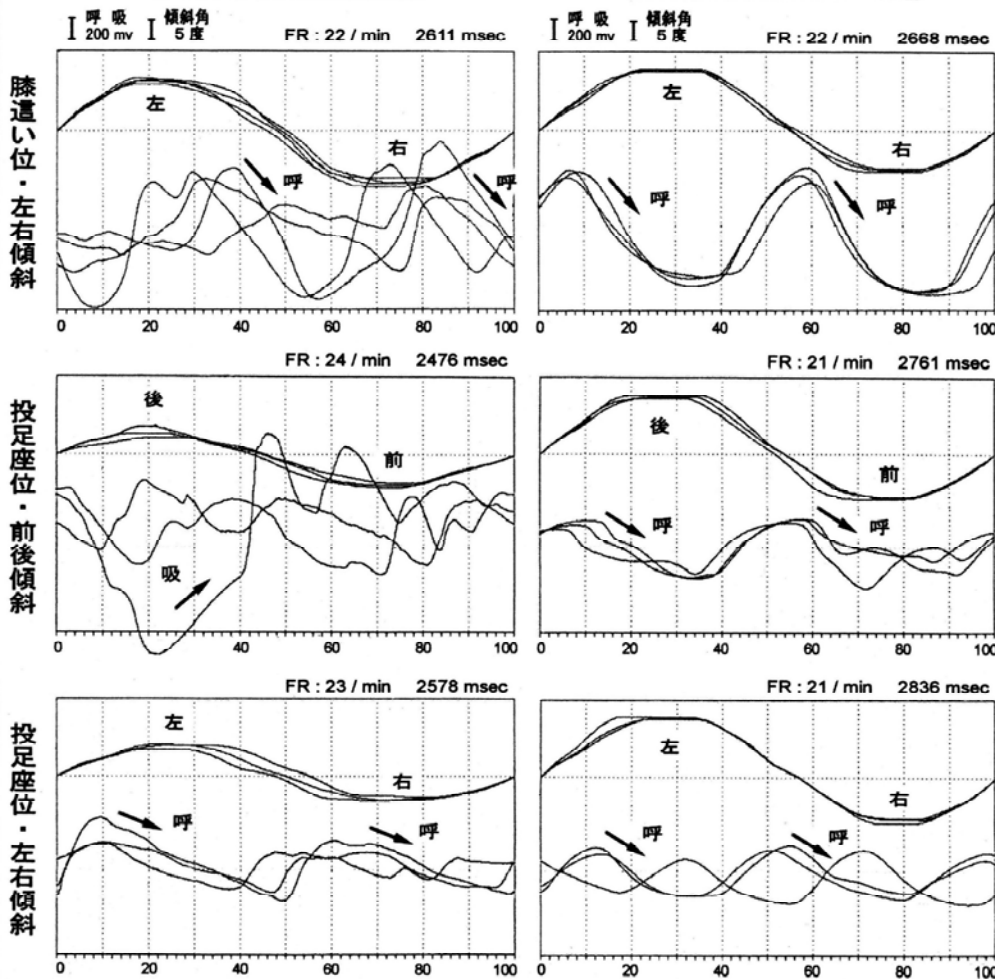 呼 吸 傾斜角
200 mv 5 度 FR : 22 / min 2611 msec
呼 吸 傾斜角
200 mv 5 度 FR : 22 / min 2668 msec
膝這い位・左右傾斜
左
右
呼
呼
0 20 40 60 80 100
左
右
呼
呼
0 20 40 60 80 100
投足座位・前後傾斜
FR : 24 / min 2476 msec
後
前
吸
0 20 40 60 80 100
FR : 21 / min 2761 msec
後
前
呼
呼
0 20 40 60 80 100
投足座位・左右傾斜
FR : 23 / min 2578 msec
左
右
呼
呼
0 20 40 60 80 100
FR : 21 / min 2836 msec
左
右
呼
呼
0 20 40 60 80 100